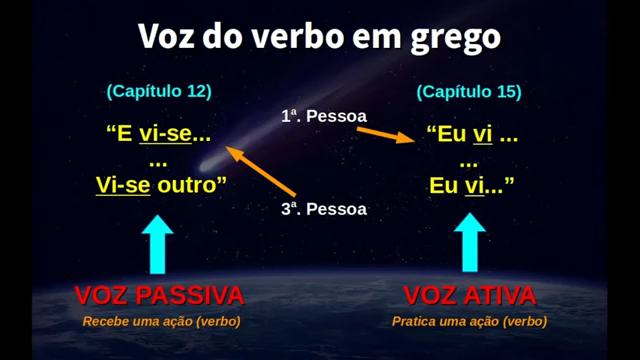 Voz do verbo em grego
(Capítulo 12)
“E vi-se...
...
Vi-se outro”
VOZ PASSIVA
Recebe uma ação (verbo)
1ª. Pessoa
3ª. Pessoa
(Capítulo 15)
“Eu vi ...
...
Eu vi...”
VOZ ATIVA
Pratica uma ação (verbo)